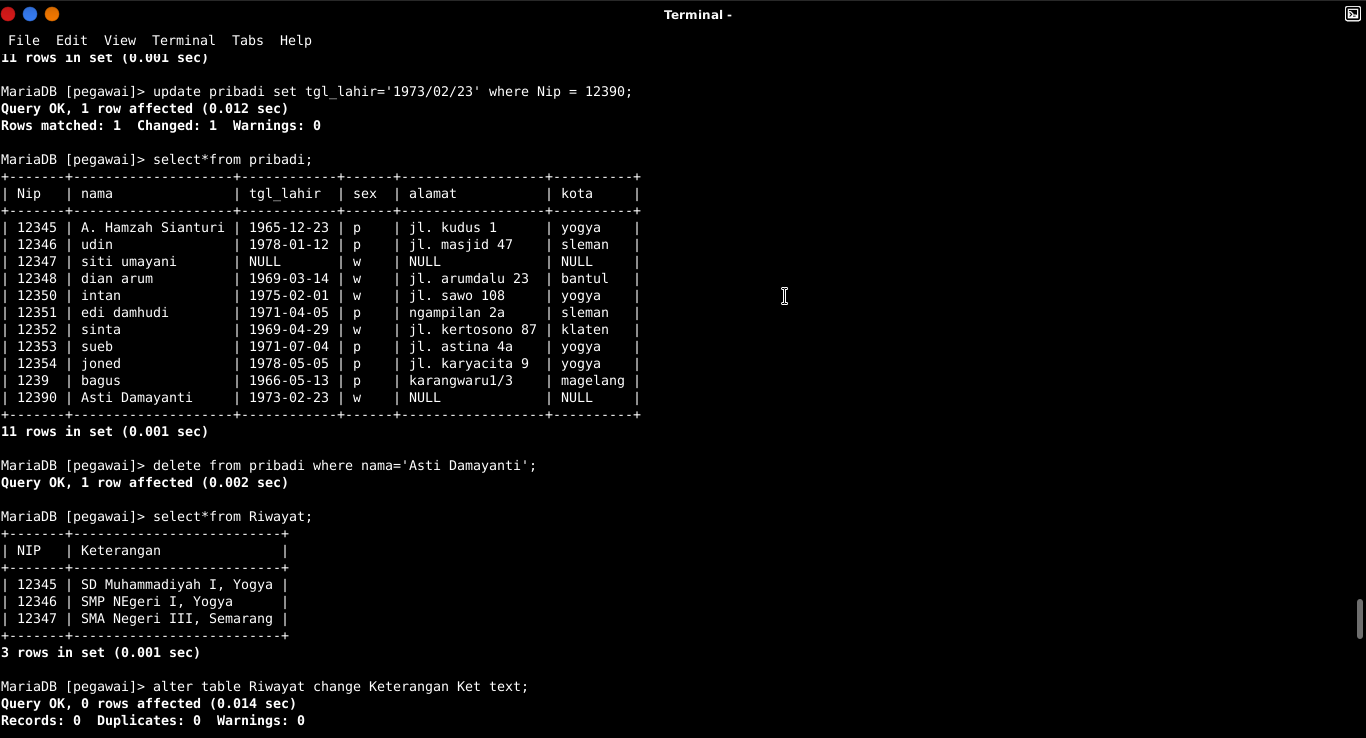 Terminal -
File Edit View Terminal Tabs Help
11 rows in set (0.001 sec)

MariaDB [pegawai]> update pribadi set tgl_lahir='1973/02/23' where Nip = 12390;
Query OK, 1 row affected (0.012 sec)
Rows matched: 1  Changed: 1  Warnings: 0

MariaDB [pegawai]> select*from pribadi;
+-------+--------------------+------------+------+------------------+----------+
| Nip   | nama               | tgl_lahir  | sex  | alamat           | kota     |
+-------+--------------------+------------+------+------------------+----------+
| 12345 | A. Hamzah Sianturi | 1965-12-23 | p    | jl. kudus 1      | yogya    |
| 12346 | udin               | 1978-01-12 | p    | jl. masjid 47    | sleman   |
| 12347 | siti umayani       | NULL       | w    | NULL             | NULL     |
| 12348 | dian arum          | 1969-03-14 | w    | jl. arumdalu 23  | bantul   |
| 12350 | intan              | 1975-02-01 | w    | jl. sawo 108     | yogya    |
| 12351 | edi damhudi        | 1971-04-05 | p    | ngampilan 2a     | sleman   |
| 12352 | sinta              | 1969-04-29 | w    | jl. kertosono 87 | klaten   |
| 12353 | sueb               | 1971-07-04 | p    | jl. astina 4a    | yogya    |
| 12354 | joned              | 1978-05-05 | p    | jl. karyacita 9  | yogya    |
| 1239  | bagus              | 1966-05-13 | p    | karangwaru1/3    | magelang |
| 12390 | Asti Damayanti     | 1973-02-23 | w    | NULL             | NULL     |
+-------+--------------------+------------+------+------------------+----------+
11 rows in set (0.001 sec)

MariaDB [pegawai]> delete from pribadi where nama='Asti Damayanti';
Query OK, 1 row affected (0.002 sec)

MariaDB [pegawai]> select*from Riwayat;
+-------+--------------------------+
| NIP   | Keterangan               |
+-------+--------------------------+
| 12345 | SD Muhammadiyah I, Yogya |
| 12346 | SMP NEgeri I, Yogya      |
| 12347 | SMA Negeri III, Semarang |
+-------+--------------------------+
3 rows in set (0.001 sec)

MariaDB [pegawai]> alter table Riwayat change Keterangan Ket text;
Query OK, 0 rows affected (0.014 sec)
Records: 0  Duplicates: 0  Warnings: 0